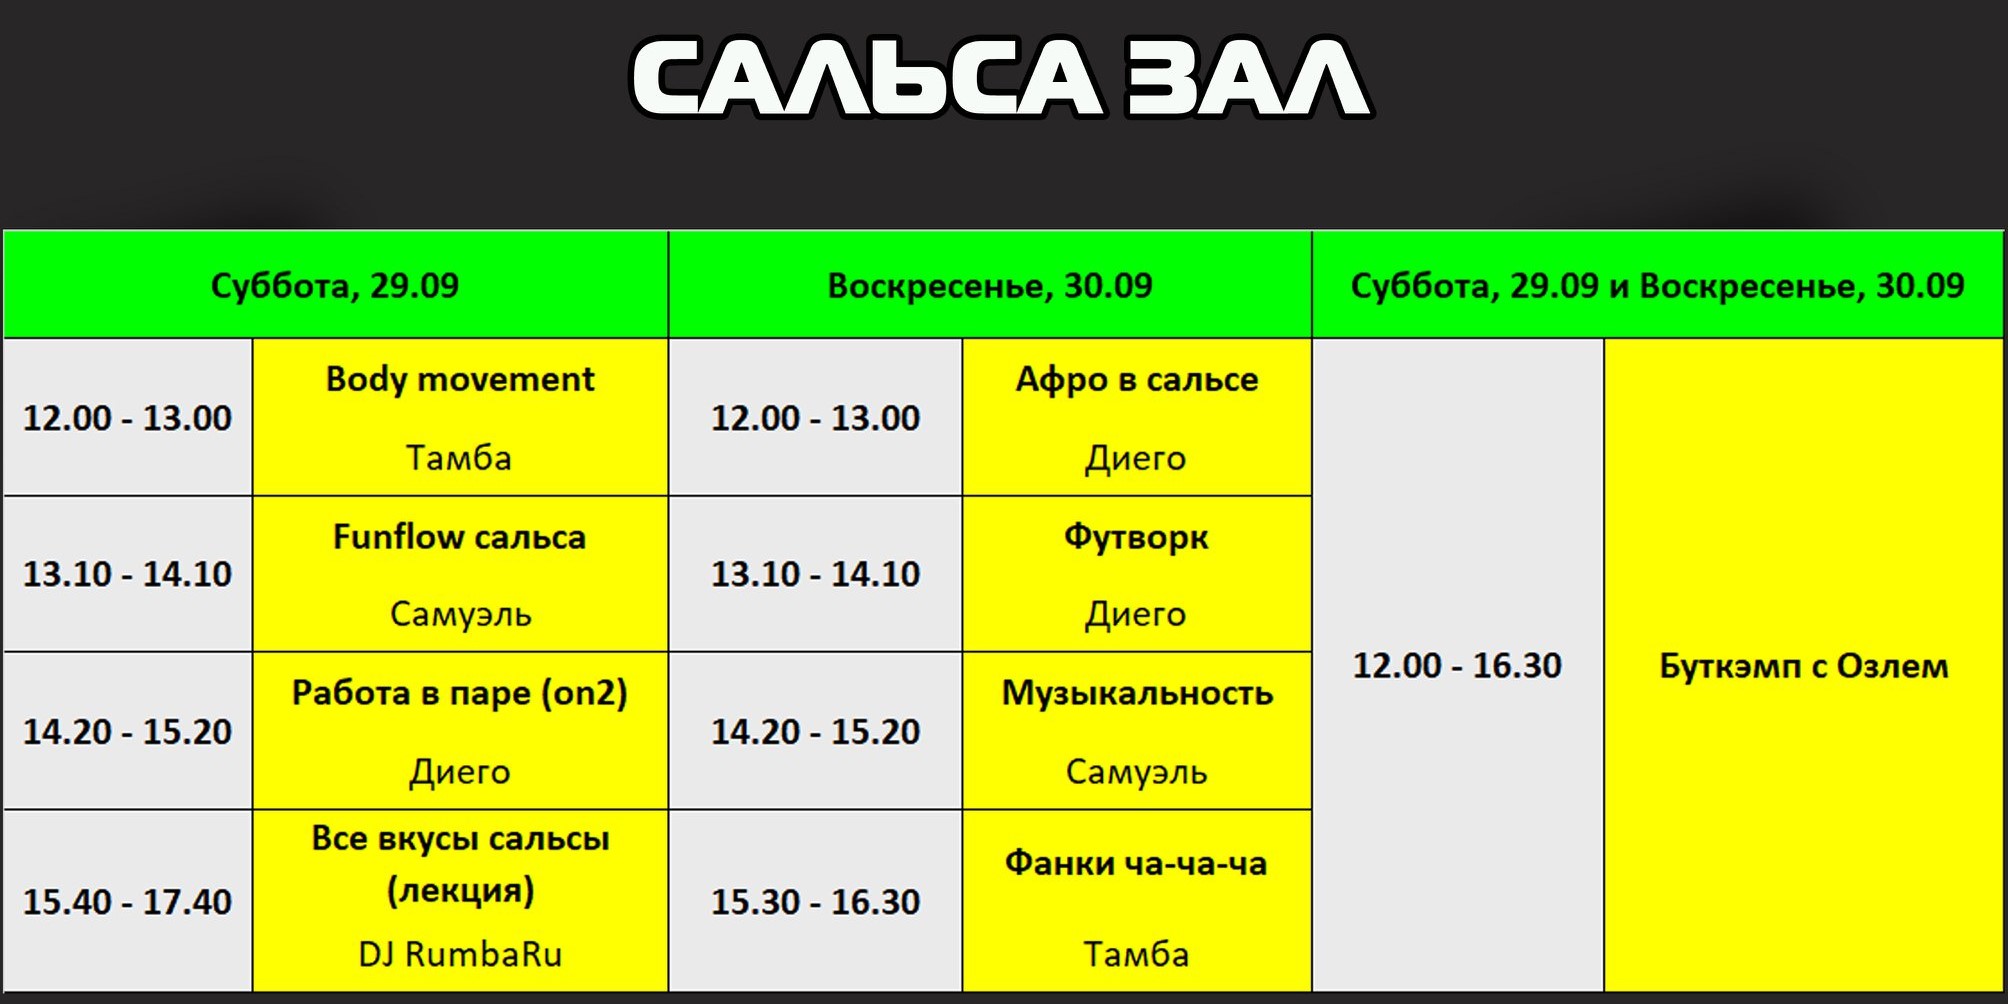 САЛЬСА ЗАЛ
Суббота, 29.09
Воскресенье, 30.09
Суббота, 29.09 и Воскресенье, 30.09
12.00 - 13.00
Body movement
Тамба
12.00 - 13.00
Афро в сальсе
Диего
12.00 - 16.30
Буткэмп с Озлем
13.10 - 14.10
Funflow сальса
Самуэль
13.10 - 14.10
Футворк
Диего
14.20 - 15.20
Работа в паре (on2)
Диего
14.20 - 15.20
Музыкальность
Самуэль
15.40 - 17.40
Все вкусы сальсы
(лекция)
DJ RumbaRu
15.30 - 16.30
Фанки ча-ча-ча
Тамба